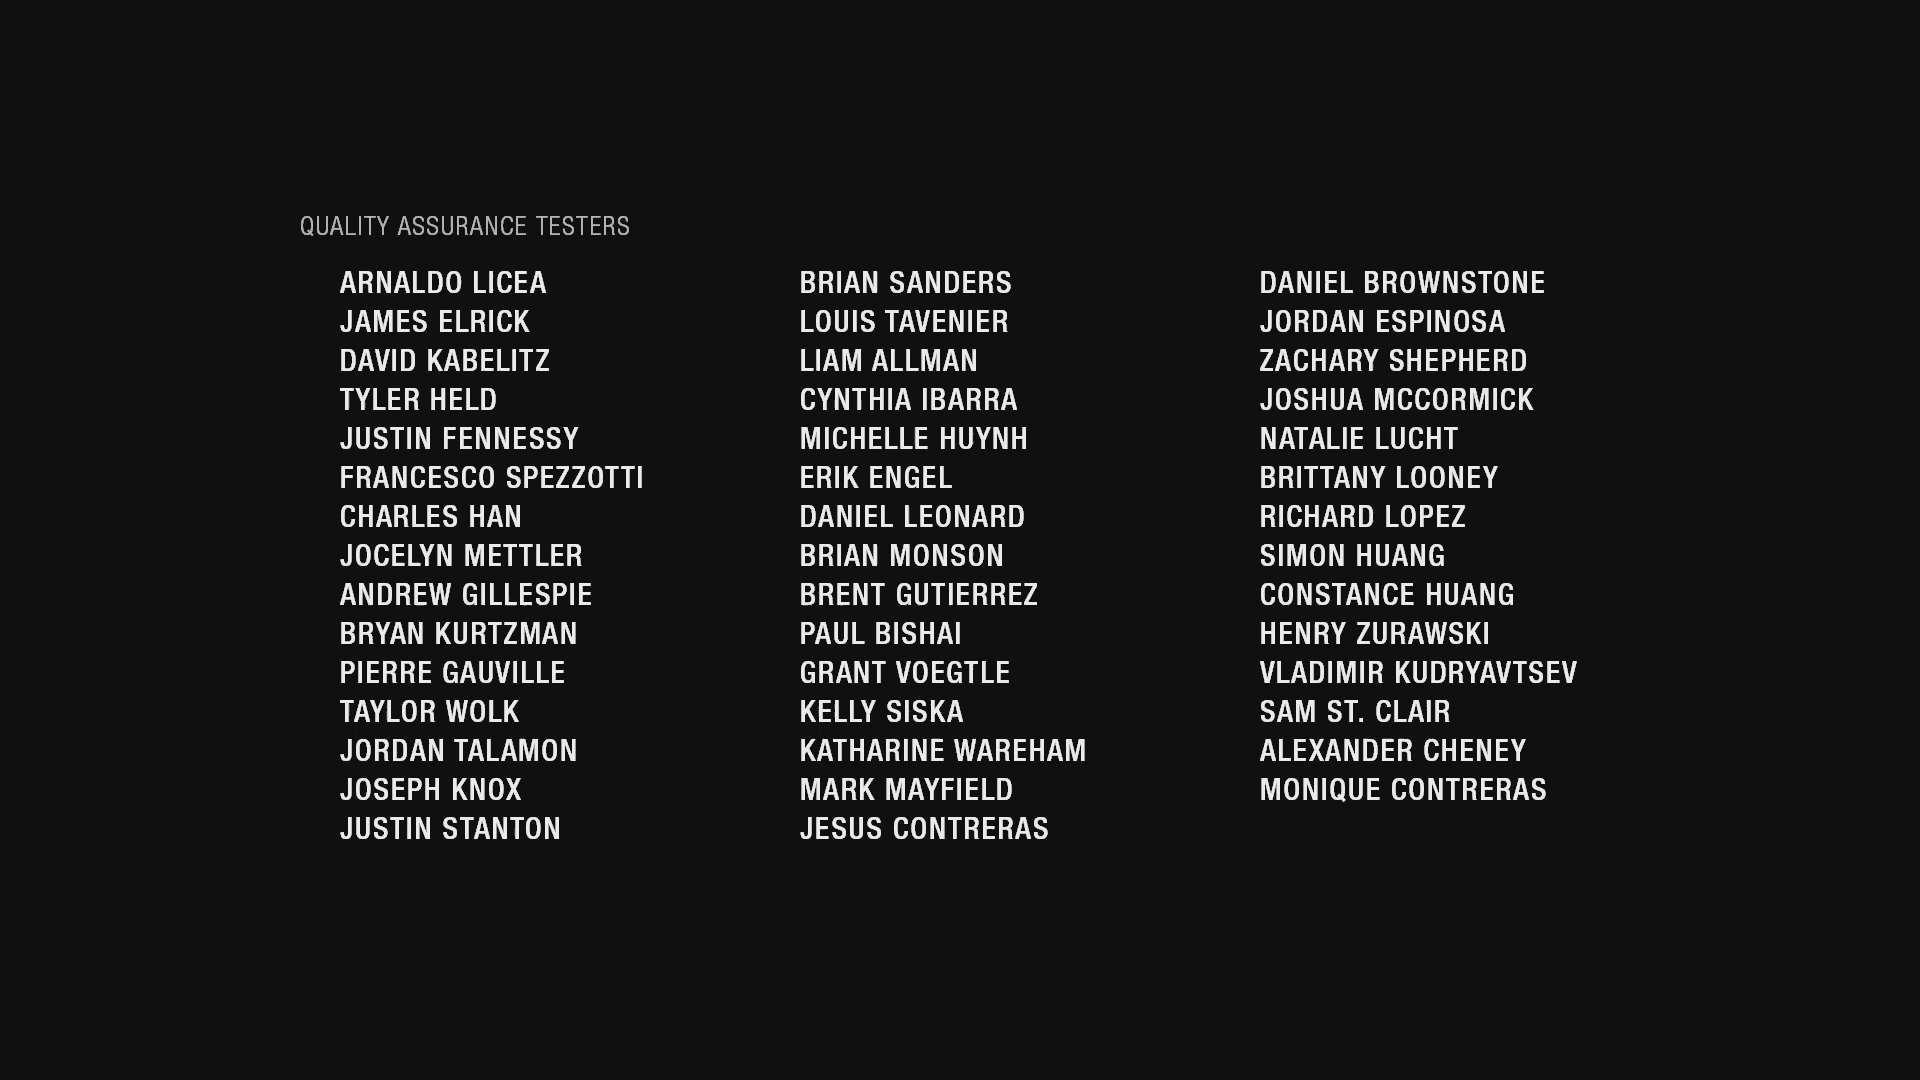 QUALITY ASSURANCE TESTERS
ARNALDO LICEA
JAMES ELRICK
DAVID KABELITZ
TYLER HELD
JUSTIN FENNESSY
FRANCESCO SPEZZOTTI
CHARLES HAN
JOCELYN METTLER
ANDREW GILLESPIE
BRYAN KURTZMAN
PIERRE GAUVILLE
TAYLOR WOLK
JORDAN TALAMON
JOSEPH KNOX
JUSTIN STANTON
BRIAN SANDERS
LOUIS TAVENIER
LIAM ALLMAN
CYNTHIA IBARRA
MICHELLE HUYNH
ERIK ENGEL
DANIEL LEONARD
BRIAN MONSON
BRENT GUTIERREZ
PAUL BISHAI
GRANT VOEGTLE
KELLY SISKA
KATHARINE WAREHAM
MARK MAYFIELD
JESUS CONTRERAS
DANIEL BROWNSTONE
JORDAN ESPINOSA
ZACHARY SHEPHERD
JOSHUA MCCORMICK
NATALIE LUCHT
BRITTANY LOONEY
RICHARD LOPEZ
SIMON HUANG
CONSTANCE HUANG
HENRY ZURAWSKI
VLADIMIR KUDRYAVTSEV
SAM ST. CLAIR
ALEXANDER CHENEY
MONIQUE CONTRERAS